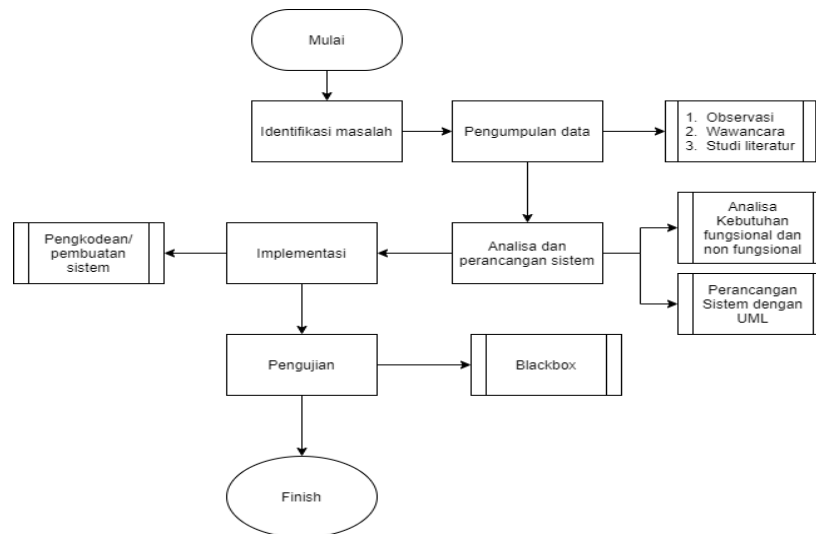 Mulai
Identifikasi masalah
Pengumpulan data
1. Observasi
2. Wawancara
3. Studi literatur
Pengkodean/
pembuatan
sistem
Implementasi
Analisa dan
perancangan sistem
Analisa
Kebutuhan
fungsional dan
non fungsional
Perancangan
Sistem dengan
UML
Pengujian
Blackbox
Finish